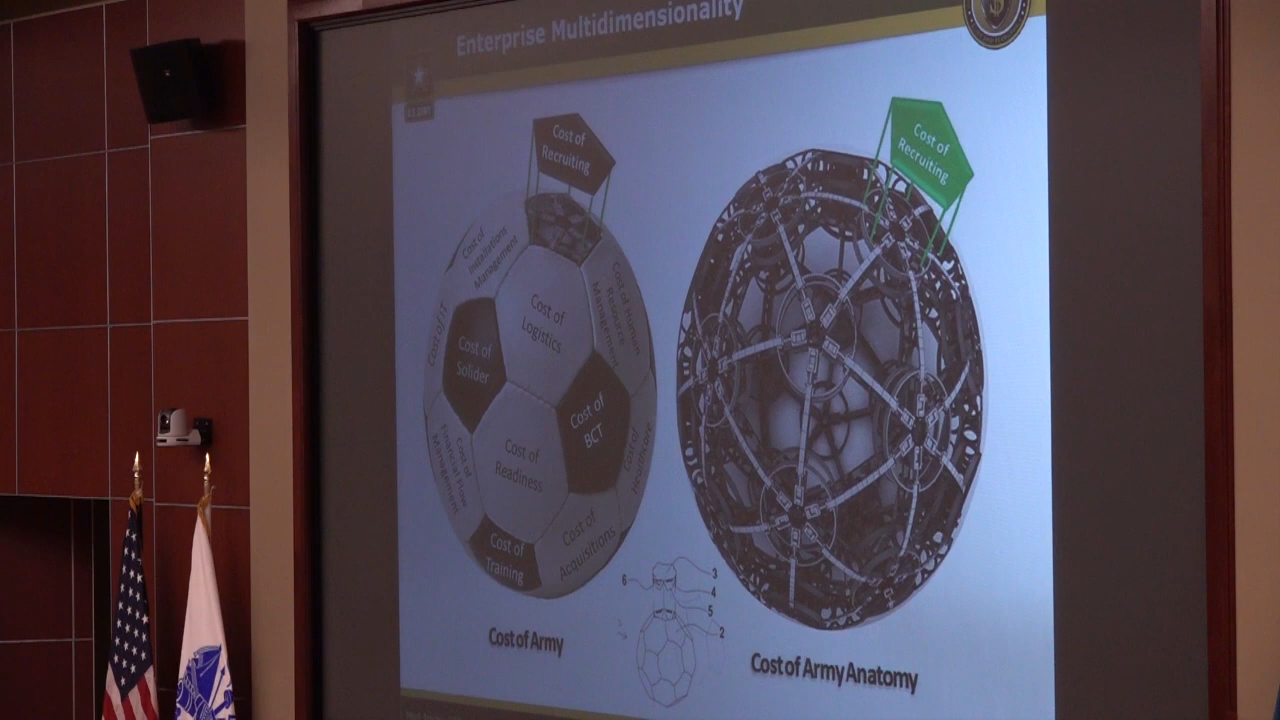 Enterprise Multidimensionality
U.S. ARMY
Cost of
Recruiting
Cost of
Recruiting
Cost of
Installations
Management
Cost of Human
Resource
Management
Cost of IT
Cost of
Logistics
Cost of
Solider
Cost of
BCT
Cost of
Financial Flow
Management
Cost of
Readiness
Cost of
Healthcare
Cost of
Training
Cost of
Acquisitions
6
3
4
5
2
Cost of Army
Cost of Army Anatomy